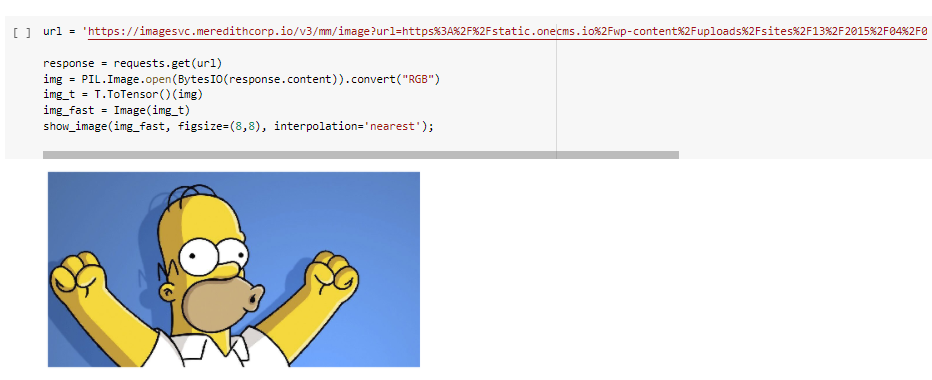 [ ] url = 'https://imagesvc.meredithcorp.io/v3/mm/image?url=https%3A%2F%2Fstatic.onecms.io%2Fwp-content%2Fuploads%2Fsites%2F13%2F2015%2F04%2F0
response = requests.get(url)
img = PIL.Image.open(BytesIO(response.content)).convert("RGB")
img_t = T.ToTensor()(img)
img_fast = Image(img_t)
show_image(img_fast, figsize=(8,8), interpolation='nearest');